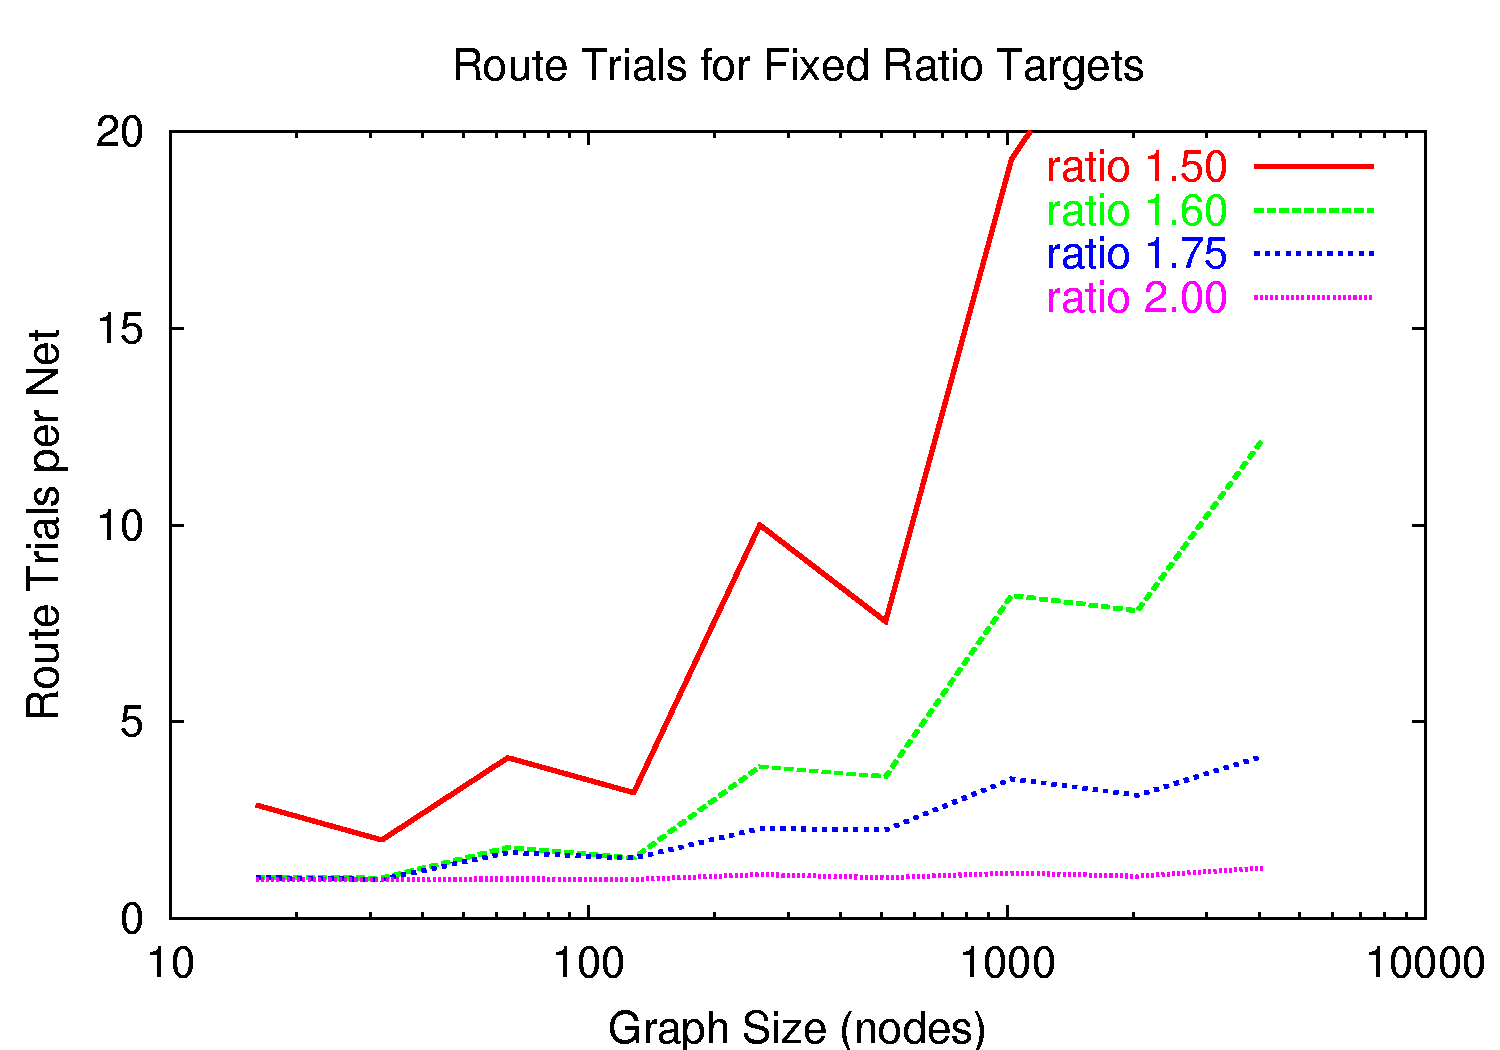 Route Trials for Fixed Ratio Targets
20
15
10
5
0
Route Trials per Net
ratio 1.50
ratio 1.60
ratio 1.75
ratio 2.00
10 100 1000 10000
Graph Size (nodes)